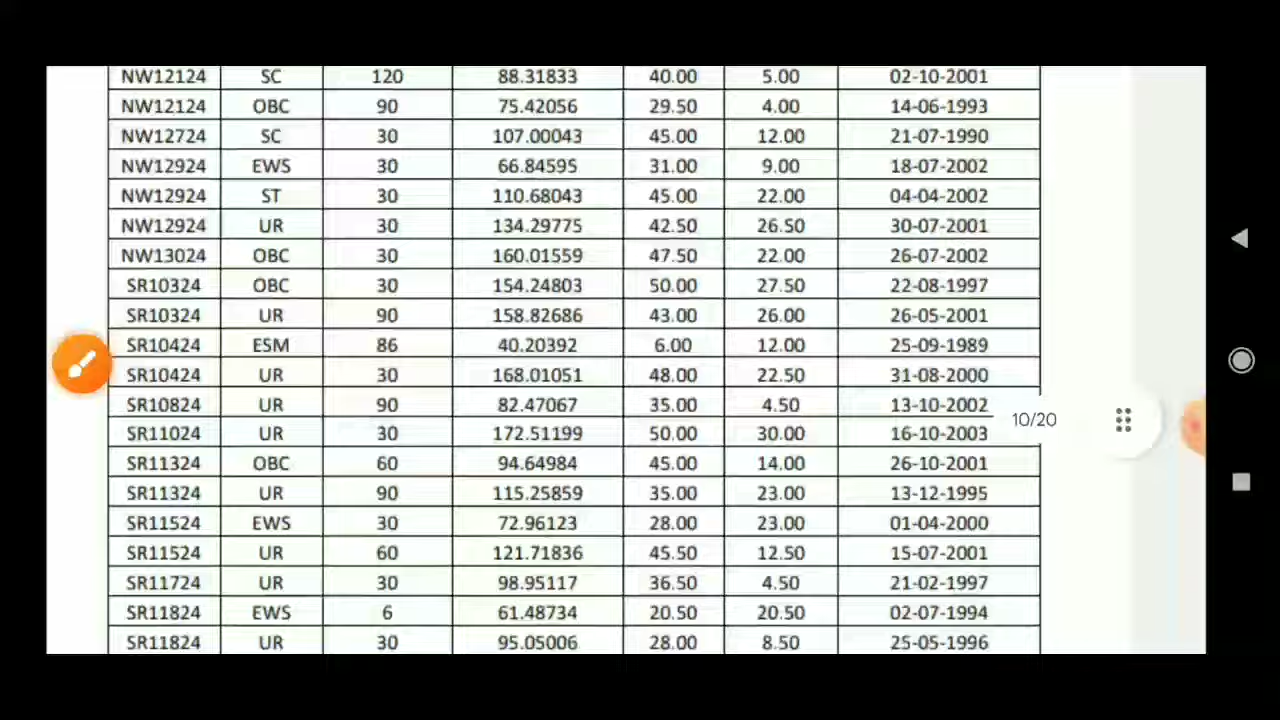 NW12124 SC 120 88.31833 40.00 5.00 02-10-2001
NW12124 OBC 90 75.42056 29.50 4.00 14-06-1993
NW12724 SC 30 107.00043 45.00 12.00 21-07-1990
NW12924 EWS 30 66.84595 31.00 9.00 18-07-2002
NW12924 ST 30 110.68043 45.00 22.00 04-04-2002
NW12924 UR 30 134.29775 42.50 26.50 30-07-2001
NW13024 OBC 30 160.01559 47.50 22.00 26-07-2002
SR10324 OBC 30 154.24803 50.00 27.50 22-08-1997
SR10324 UR 90 158.82686 43.00 26.00 26-05-2001
SR10424 ESM 86 40.20392 6.00 12.00 25-09-1989
SR10424 UR 30 168.01051 48.00 22.50 31-08-2000
SR10824 UR 90 82.47067 35.00 4.50 13-10-2002
10/20
SR11024 UR 30 172.51199 50.00 30.00 16-10-2003
SR11324 OBC 60 94.64984 45.00 14.00 26-10-2001
SR11324 UR 90 115.25859 35.00 23.00 13-12-1995
SR11524 EWS 30 72.96123 28.00 23.00 01-04-2000
SR11524 UR 60 121.71836 45.50 12.50 15-07-2001
SR11724 UR 30 98.95117 36.50 4.50 21-02-1997
SR11824 EWS 6 61.48734 20.50 20.50 02-07-1994
SR11824 UR 30 95.05006 28.00 8.50 25-05-1996